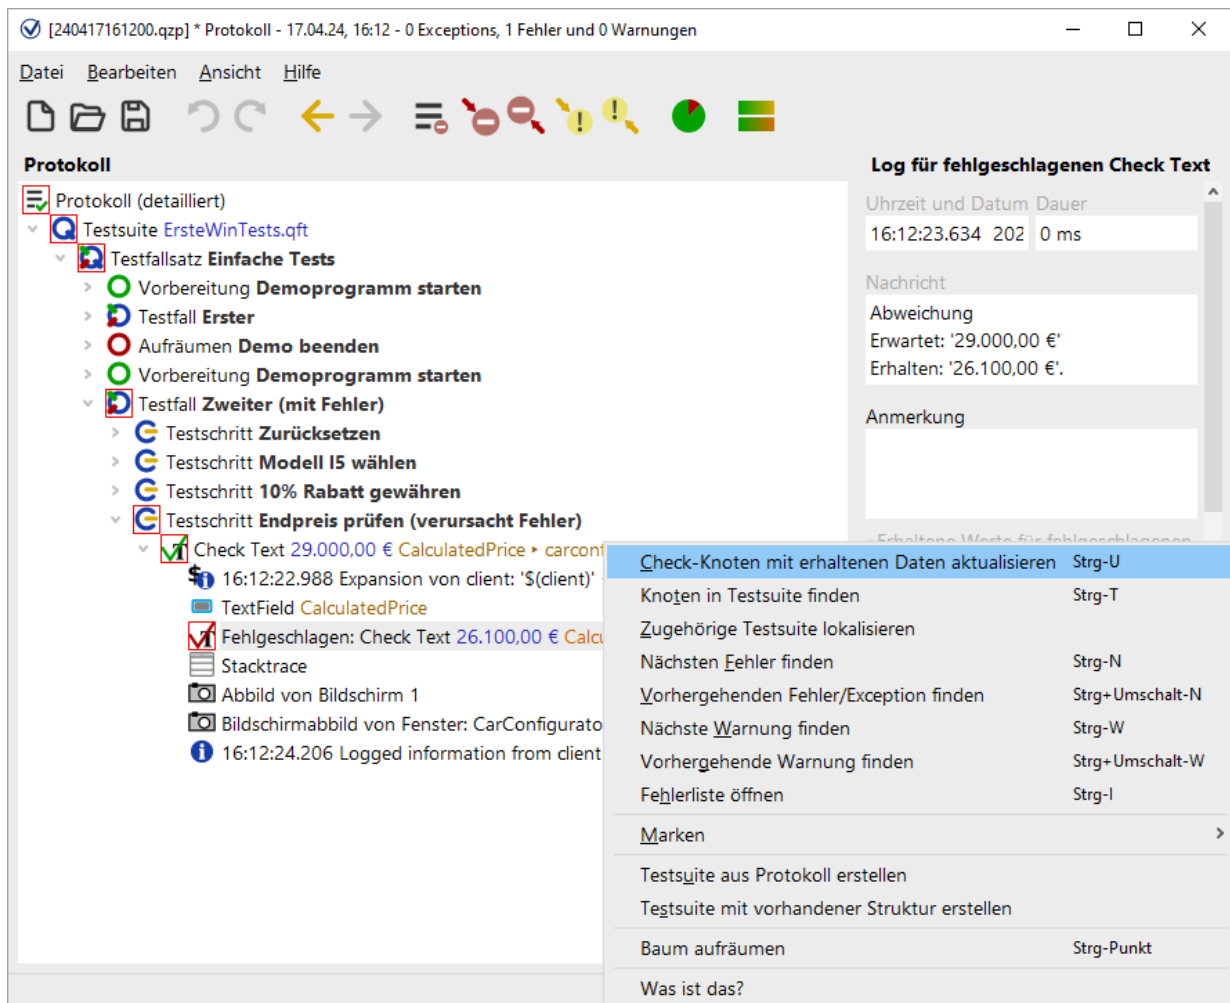 [240417161200.qzp] * Protokoll - 17.04.24, 16:12 - 0 Exceptions, 1 Fehler und 0 Warnungen
Datei Bearbeiten Ansicht Hilfe
Protokoll
Protokoll (detailliert)
Testsuite ErsteWinTests.qft
Testfallsatz Einfache Tests
Vorbereitung Demoprogramm starten
Testfall Erster
Aufräumen Demo beenden
Vorbereitung Demoprogramm starten
Testfall Zweiter (mit Fehler)
Testschritt Zurücksetzen
Testschritt Modell I5 wählen
Testschritt 10% Rabatt gewähren
Testschritt Endpreis prüfen (verursacht Fehler)
Check Text 29.000,00 € CalculatedPrice ▸ carconf
16:12:22.988 Expansion von client: '$(client)'
TextField CalculatedPrice
Fehlgeschlagen: Check Text 26.100,00 € Calcu
Stacktrace
Abbild von Bildschirm 1
Bildschirmabbild von Fenster: CarConfigurato
16:12:24.206 Logged information from client
Log für fehlgeschlagenen Check Text
Uhrzeit und Datum Dauer
16:12:23.634 202 0 ms
Nachricht
Abweichung
Erwartet: '29.000,00 €'
Erhalten: '26.100,00 €'.
Anmerkung
Erhaltene Werte für fehlgeschlagenen
Check-Knoten mit erhaltenen Daten aktualisieren Strg-U
Knoten in Testsuite finden Strg-T
Zugehörige Testsuite lokalisieren
Nächsten Fehler finden Strg-N
Vorhergehenden Fehler/Exception finden Strg+Umschalt-N
Nächste Warnung finden Strg-W
Vorhergehende Warnung finden Strg+Umschalt-W
Fehlerliste öffnen Strg-I
Marken
Testsuite aus Protokoll erstellen
Testsuite mit vorhandener Struktur erstellen
Baum aufräumen Strg-Punkt
Was ist das?